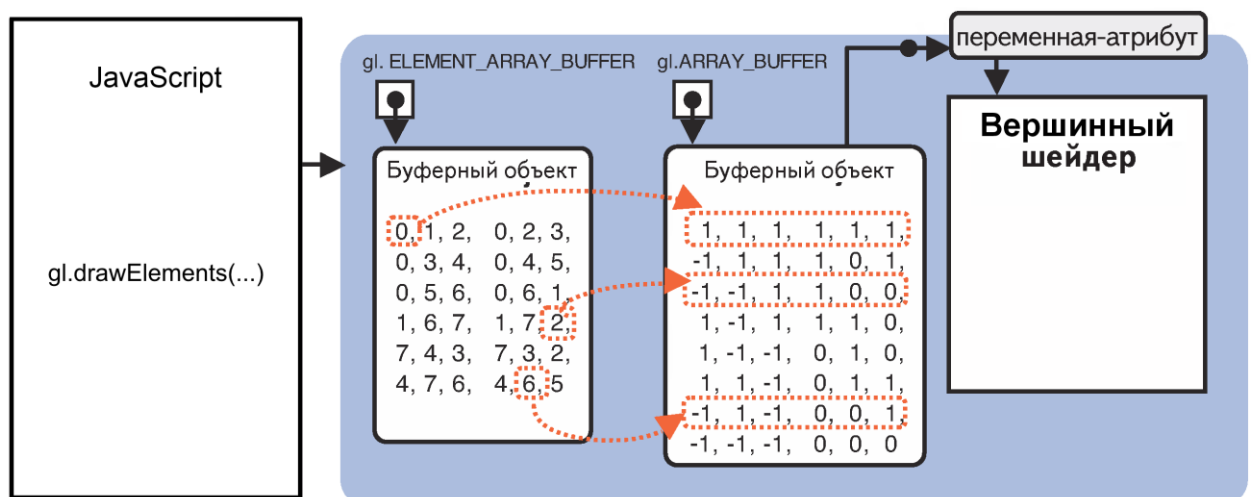 JavaScript
gl.drawElements(...)
gl. ELEMENT_ARRAY_BUFFER
Буферный объект
0, 1, 2, 0, 2, 3,
0, 3, 4, 0, 4, 5,
0, 5, 6, 0, 6, 1,
1, 6, 7, 1, 7, 2,
7, 4, 3, 7, 3, 2,
4, 7, 6, 4, 6, 5
gl.ARRAY_BUFFER
Буферный объект
1, 1, 1, 1, 1, 1,
-1, 1, 1, 1, 0, 1,
-1, -1, 1, 1, 0, 0,
1, -1, 1, 1, 1, 0,
1, -1, -1, 0, 1, 0,
1, 1, -1, 0, 1, 1,
-1, 1, -1, 0, 0, 1,
-1, -1, -1, 0, 0, 0
переменная-атрибут
Вершинный
шейдер